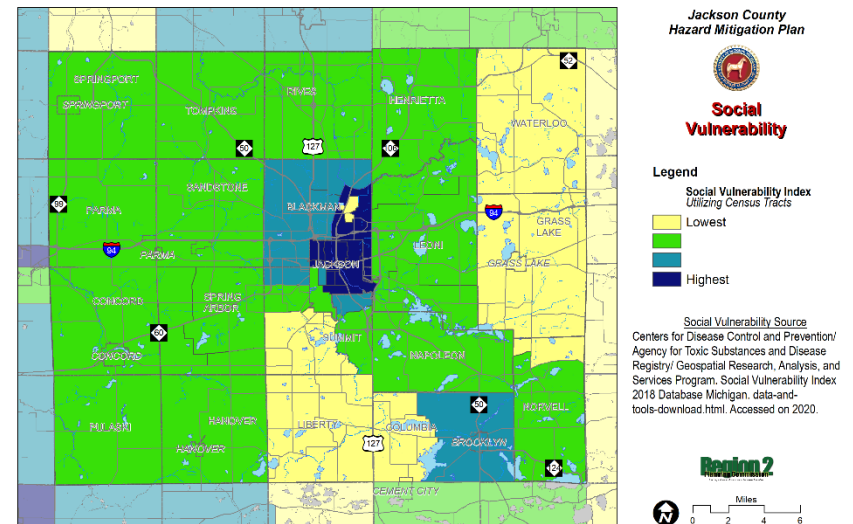 Jackson County
Hazard Mitigation Plan
Social
Vulnerability
Legend
Social Vulnerability Index
Utilizing Census Tracts
Lowest
Highest
Social Vulnerability Source
Centers for Disease Control and Prevention/
Agency for Toxic Substances and Disease
Registry/ Geospatial Research, Analysis, and
Services Program. Social Vulnerability Index
2018 Database Michigan. data-and-
tools-download.html. Accessed on 2020.
Region 2
N
Miles
0 2 4 6
52
SPRINGPORT
SPRINGPORT
TOMPKINS
RIVES
HENRIETTA
WATERLOO
50
127
106
SANDSTONE
BLACKMAN
99
PARMA
94
GRASS
LAKE
LEONI
94
PARMA
JACKSON
GRASS LAKE
CONCORD
SPRING
ARBOR
60
SUMMIT
CONCORD
NAPOLEON
50
NORVELL
PULASKI
HANOVER
LIBERTY
COLUMBIA
127
BROOKLYN
HANOVER
124
CEMENT CITY